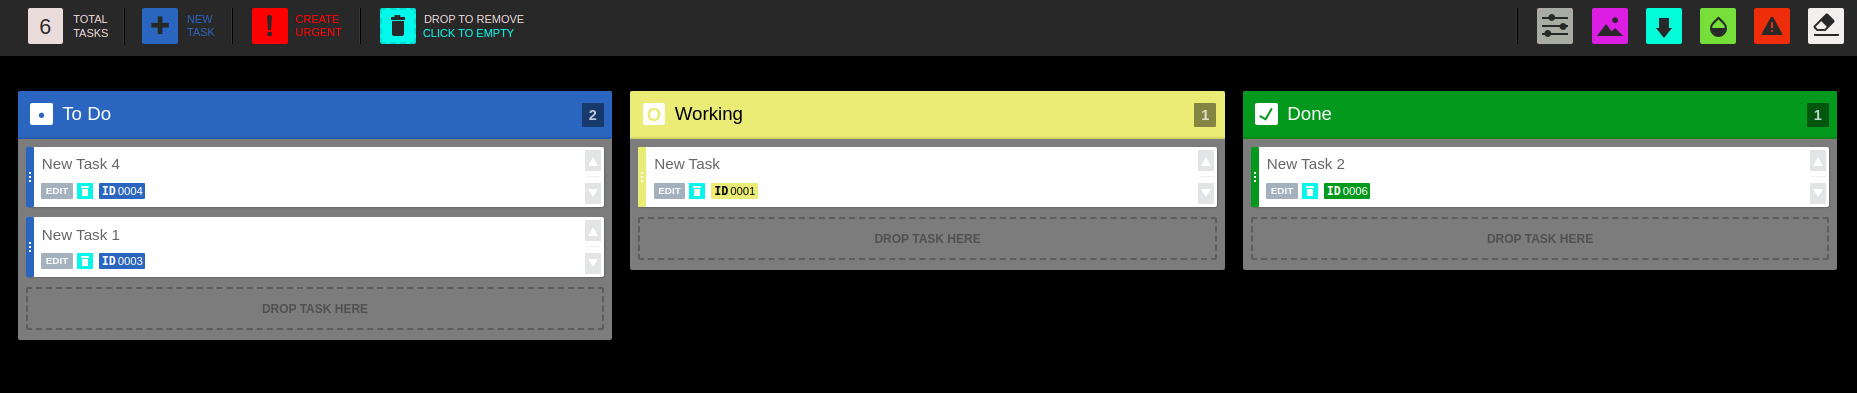 6
TOTAL
TASKS
NEW
TASK
CREATE
URGENT
DROP TO REMOVE
CLICK TO EMPTY
To Do
2
New Task 4
EDIT
ID 0004
New Task 1
EDIT
ID 0003
DROP TASK HERE
Working
1
New Task
EDIT
ID 0001
DROP TASK HERE
Done
1
New Task 2
EDIT
ID 0006
DROP TASK HERE